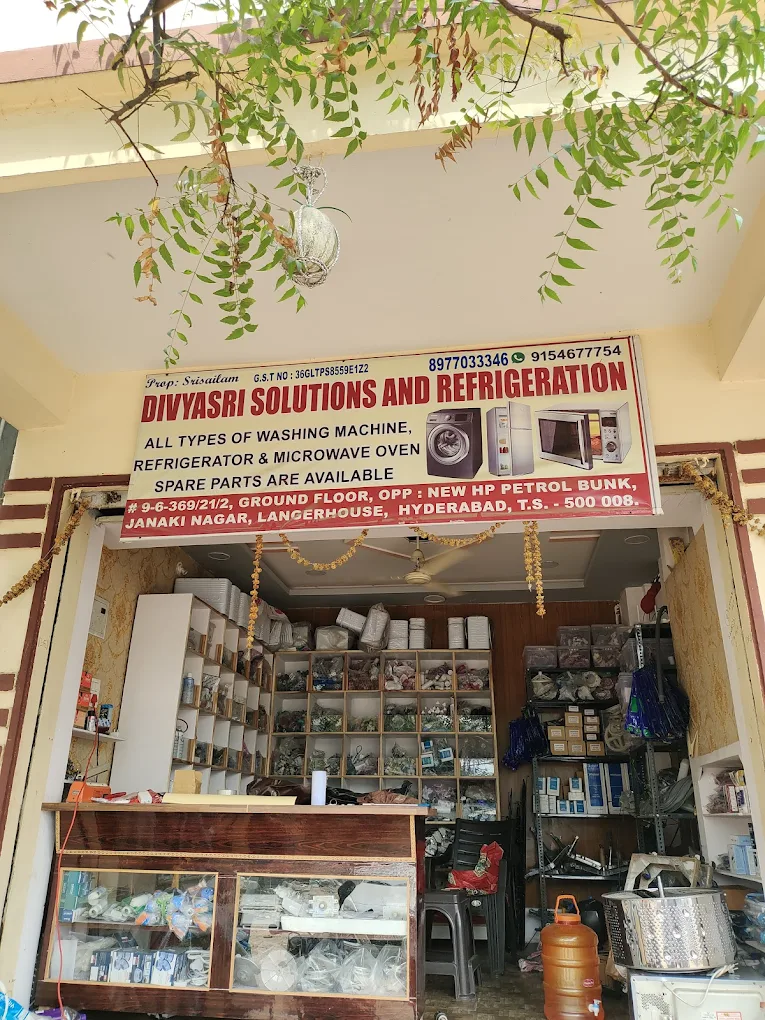 Prop: Srisailam G.S.T NO : 36GLTPS8559E1Z2 8977033346 9154677754
DIVYASRI SOLUTIONS AND REFRIGERATION
ALL TYPES OF WASHING MACHINE,
REFRIGERATOR & MICROWAVE OVEN
SPARE PARTS ARE AVAILABLE
# 9-6-369/21/2, GROUND FLOOR, OPP : NEW HP PETROL BUNK,
JANAKI NAGAR, LANGERHOUSE, HYDERABAD, T.S. - 500 008.